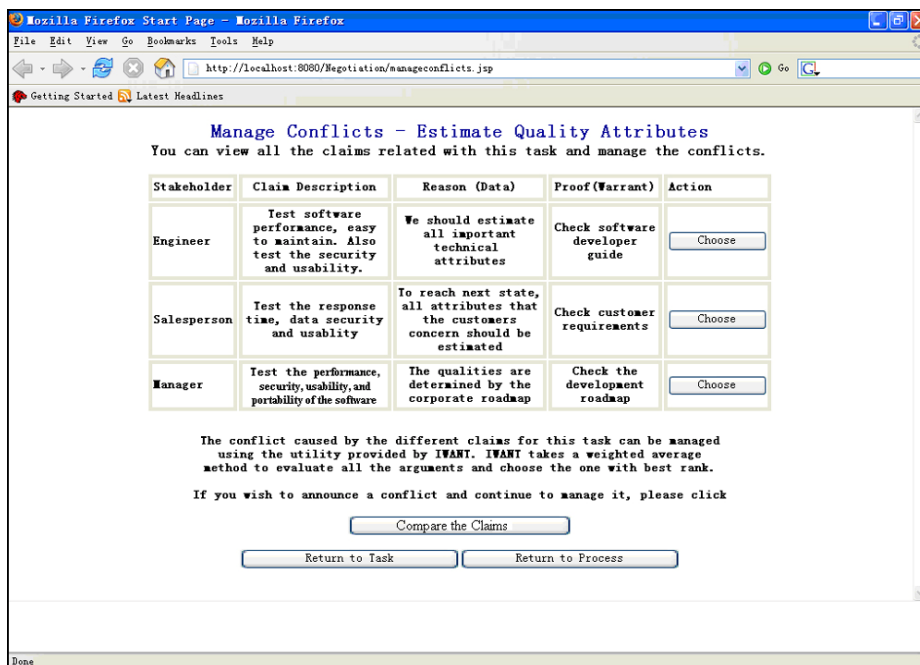 Mozilla Firefox Start Page - Mozilla Firefox
File Edit View Go Bookmarks Tools Help
http://localhost:8080/Negotiation/manageconflicts.jsp
Go
G
Getting Started Latest Headlines
Manage Conflicts - Estimate Quality Attributes
You can view all the claims related with this task and manage the conflicts.
Stakeholder Claim Description Reason (Data) Proof(Warrant) Action
Engineer
Test software
performance, easy
to maintain. Also
test the security
and usability.
We should estimate
all important
technical
attributes
Check software
developer
guide
Choose
Salesperson
Test the response
time, data security
and usablity
To reach next state,
all attributes that
the customers
concern should be
estimated
Check customer
requirements
Choose
Manager
Test the performance,
security, usability, and
portability of the software
The qualities are
determined by the
corporate roadmap
Check the
development
roadmap
Choose
The conflict caused by the different claims for this task can be managed
using the utility provided by IWANT. IWANT takes a weighted average
method to evaluate all the arguments and choose the one with best rank.
If you wish to announce a conflict and continue to manage it, please click
Compare the Claims
Return to Task Return to Process
Done